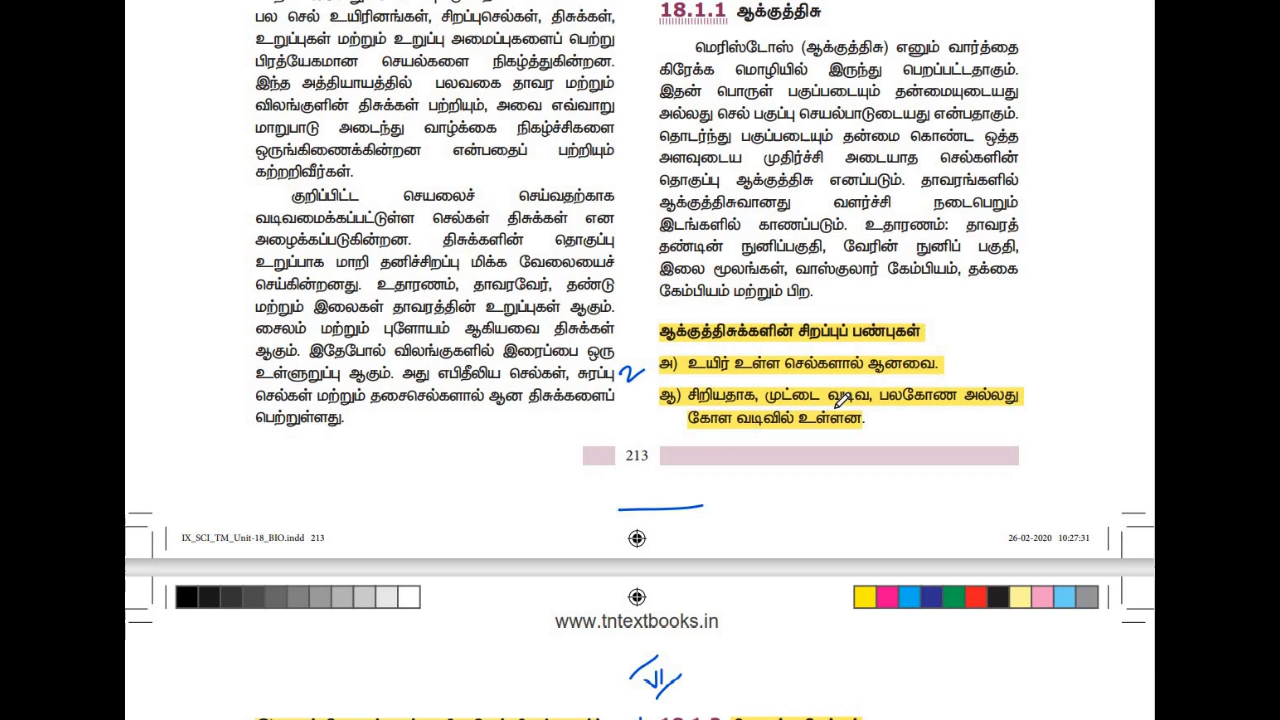 பல செல் உயிரினங்கள், சிறப்புசெல்கள், திசுக்கள்,
உறுப்புகள் மற்றும் உறுப்பு அமைப்புகளைப் பெற்று
பிரத்யேகமான செயல்களை நிகழ்த்துகின்றன.
இந்த அத்தியாயத்தில் பலவகை தாவர மற்றும்
விலங்குளின் திசுக்கள் பற்றியும், அவை எவ்வாறு
மாறுபாடு அடைந்து வாழ்க்கை நிகழ்ச்சிகளை
ஒருங்கிணைக்கின்றன என்பதைப் பற்றியும்
கற்றறிவீர்கள்.
குறிப்பிட்ட செயலைச் செய்வதற்காக
வடிவமைக்கப்பட்டுள்ள செல்கள் திசுக்கள் என
அழைக்கப்படுகின்றன. திசுக்களின் தொகுப்பு
உறுப்பாக மாறி தனிச்சிறப்பு மிக்க வேலையைச்
செய்கின்றனது. உதாரணம், தாவரவேர், தண்டு
மற்றும் இலைகள் தாவரத்தின் உறுப்புகள் ஆகும்.
சைலம் மற்றும் புளோயம் ஆகியவை திசுக்கள்
ஆகும். இதேபோல் விலங்குகளில் இரைப்பை ஒரு
உள்ளுறுப்பு ஆகும். அது எபிதீலிய செல்கள், சுரப்பு
செல்கள் மற்றும் தசைசெல்களால் ஆன திசுக்களைப்
பெற்றுள்ளது.
18.1.1 ஆக்குத்திசு
மெரிஸ்டோஸ் (ஆக்குத்திசு) எனும் வார்த்தை
கிரேக்க மொழியில் இருந்து பெறப்பட்டதாகும்.
இதன் பொருள் பகுப்படையும் தன்மையுடையது
அல்லது செல் பகுப்பு செயல்பாடுடையது என்பதாகும்.
தொடர்ந்து பகுப்படையும் தன்மை கொண்ட ஒத்த
அளவுடைய முதிர்ச்சி அடையாத செல்களின்
தொகுப்பு ஆக்குத்திசு எனப்படும். தாவரங்களில்
ஆக்குத்திசுவானது வளர்ச்சி நடைபெறும்
இடங்களில் காணப்படும். உதாரணம்: தாவரத்
தண்டின் நுனிப்பகுதி, வேரின் நுனிப் பகுதி,
இலை மூலங்கள், வாஸ்குலார் கேம்பியம், தக்கை
கேம்பியம் மற்றும் பிற.
ஆக்குத்திசுக்களின் சிறப்புப் பண்புகள்
அ) உயிர் உள்ள செல்களால் ஆனவை.
2
ஆ) சிறியதாக, முட்டை வடிவ, பலகோண அல்லது
கோள வடிவில் உள்ளன.
213
IX_SCI_TM_Unit-18_BIO.indd 213
26-02-2020 10:27:31
www.tntextbooks.in